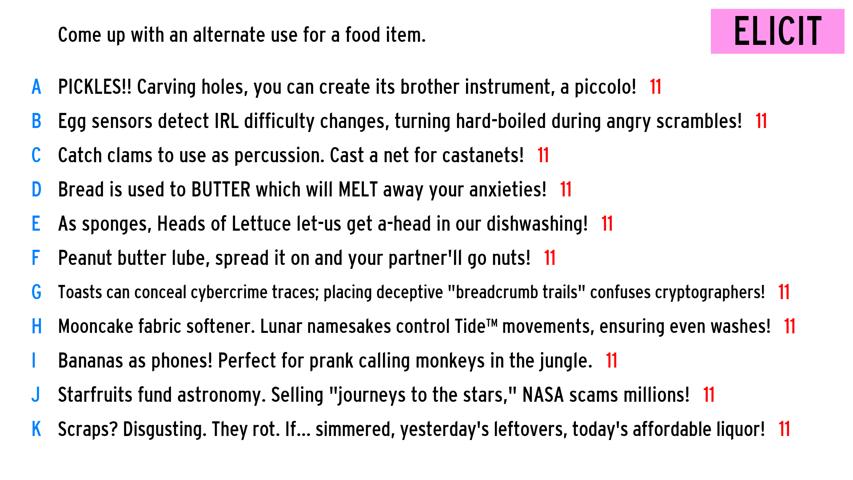 Come up with an alternate use for a food item.
ELICIT
A PICKLES!! Carving holes, you can create its brother instrument, a piccolo! 11
B Egg sensors detect IRL difficulty changes, turning hard-boiled during angry scrambles! 11
C Catch clams to use as percussion. Cast a net for castanets! 11
D Bread is used to BUTTER which will MELT away your anxieties! 11
E As sponges, Heads of Lettuce let-us get a-head in our dishwashing! 11
F Peanut butter lube, spread it on and your partner'll go nuts! 11
G Toasts can conceal cybercrime traces; placing deceptive "breadcrumb trails" confuses cryptographers! 11
H Mooncake fabric softener. Lunar namesakes control Tide™ movements, ensuring even washes! 11
I Bananas as phones! Perfect for prank calling monkeys in the jungle. 11
J Starfruits fund astronomy. Selling "journeys to the stars," NASA scams millions! 11
K Scraps? Disgusting. They rot. If... simmered, yesterday's leftovers, today's affordable liquor! 11